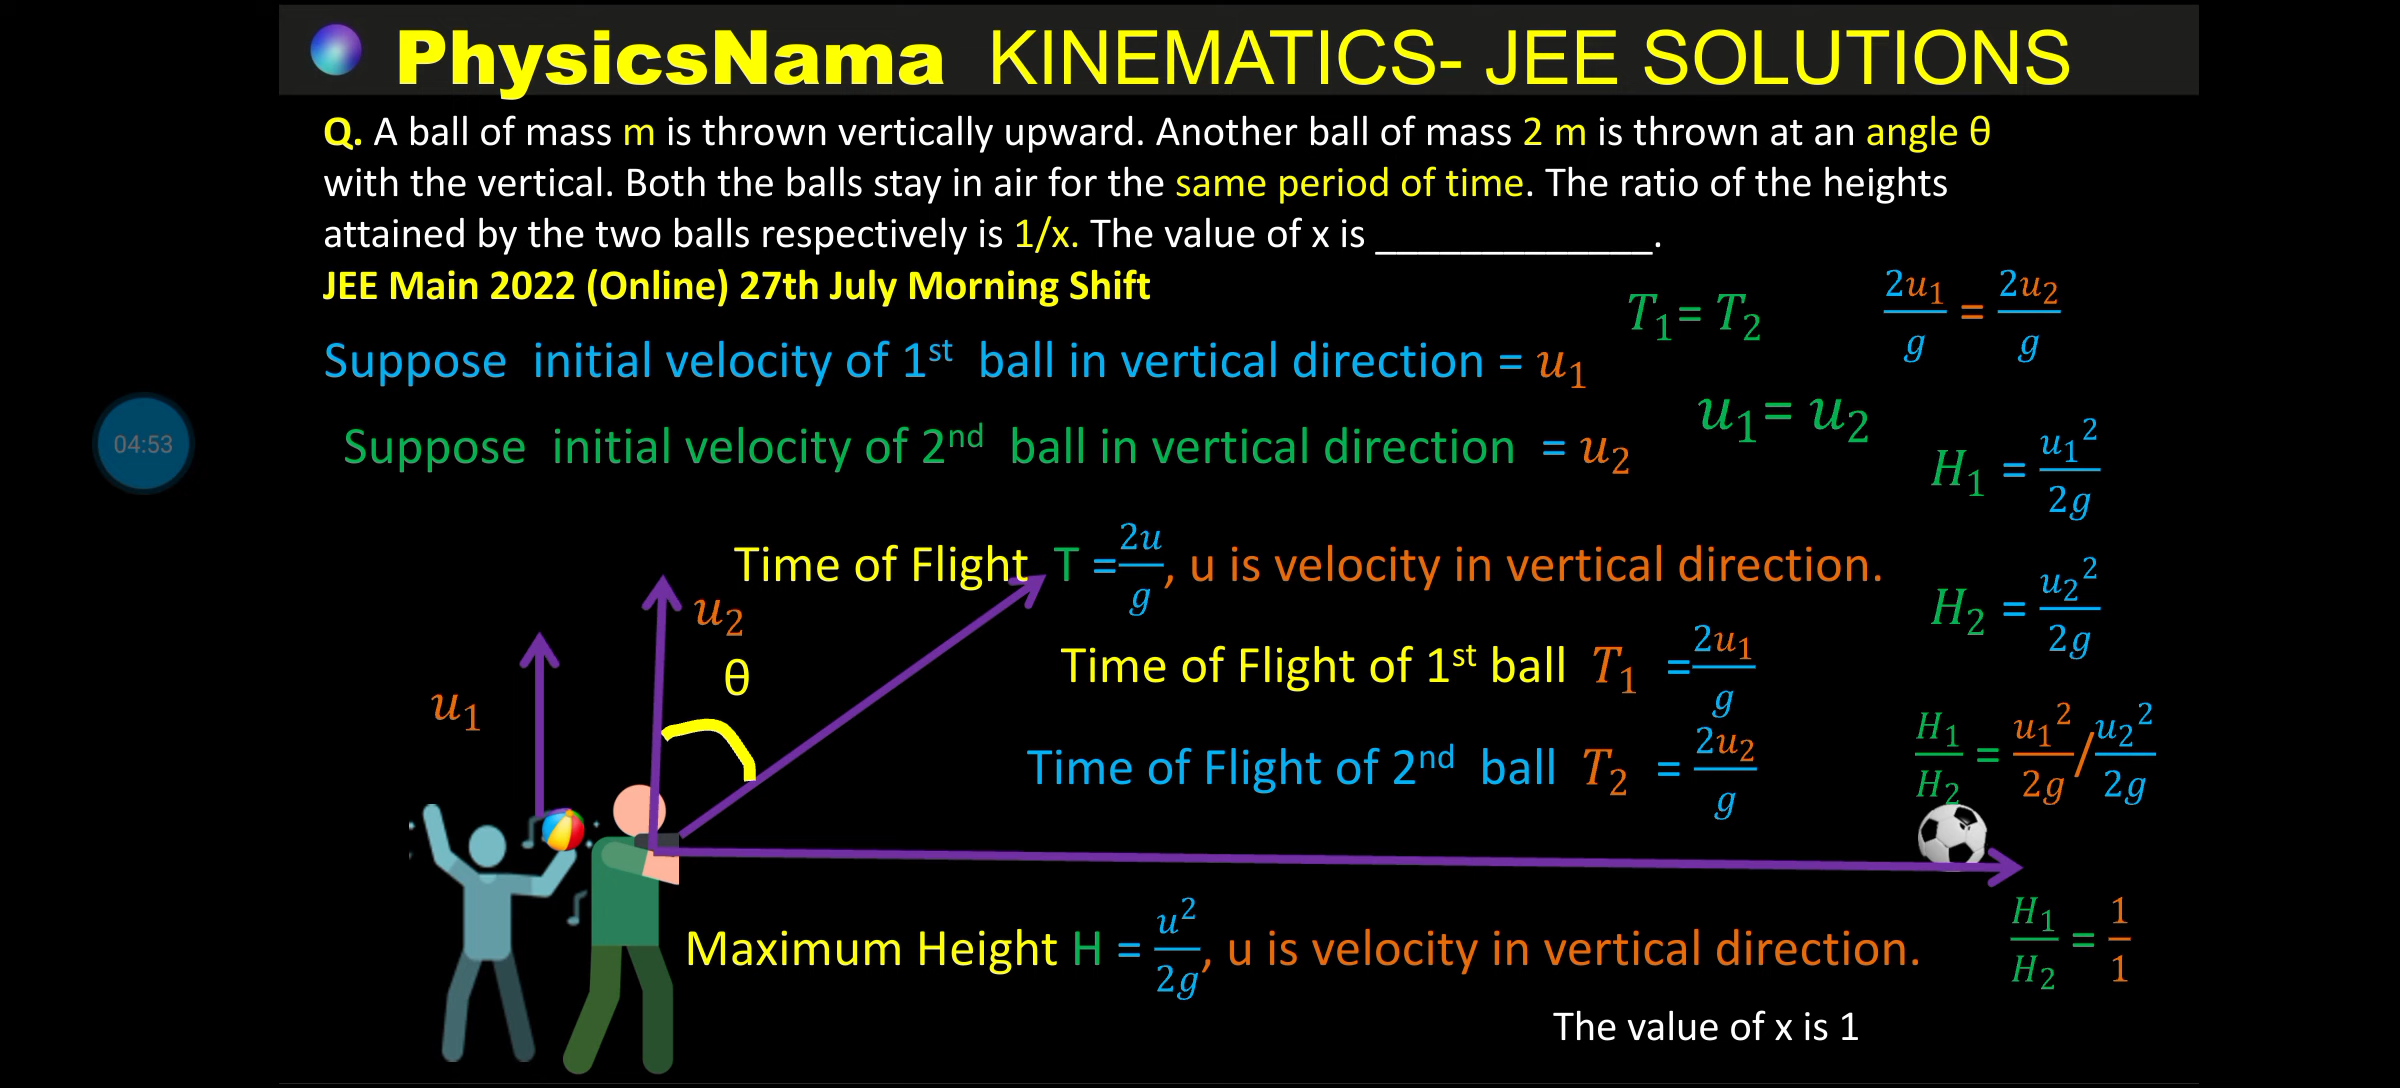 PhysicsNama KINEMATICS- JEE SOLUTIONS
Q. A ball of mass m is thrown vertically upward. Another ball of mass 2 m is thrown at an angle θ
with the vertical. Both the balls stay in air for the same period of time. The ratio of the heights
attained by the two balls respectively is 1/x. The value of x is _____________.
JEE Main 2022 (Online) 27th July Morning Shift
T₁= T₂
2u₁/g = 2u₂/g
Suppose initial velocity of 1st ball in vertical direction = u₁
u₁= u₂
04:53
Suppose initial velocity of 2nd ball in vertical direction = u₂
H₁ = u₁²/2g
Time of Flight T =2u/g, u is velocity in vertical direction.
H₂ = u₂²/2g
u₂
θ
u₁
Time of Flight of 1st ball T₁ =2u₁/g
Time of Flight of 2nd ball T₂ = 2u₂/g
H₁/H₂ = u₁²/2g/u₂²/2g
Maximum Height H = u²/2g, u is velocity in vertical direction.
H₁/H₂ = 1/1
The value of x is 1